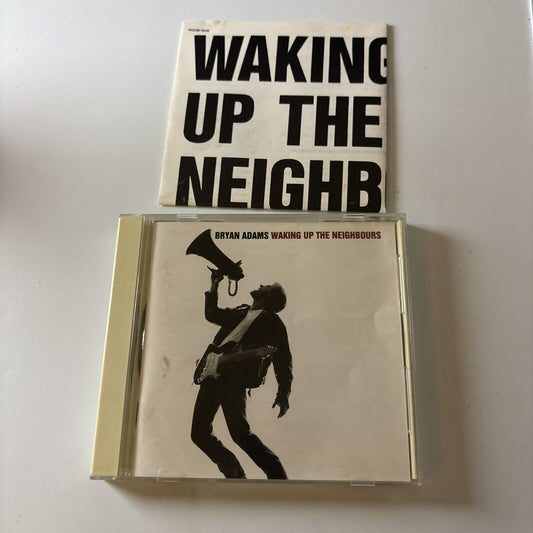 WAKING
UP THE
NEIGHB
BRYAN ADAMS WAKING UP THE NEIGHBOURS